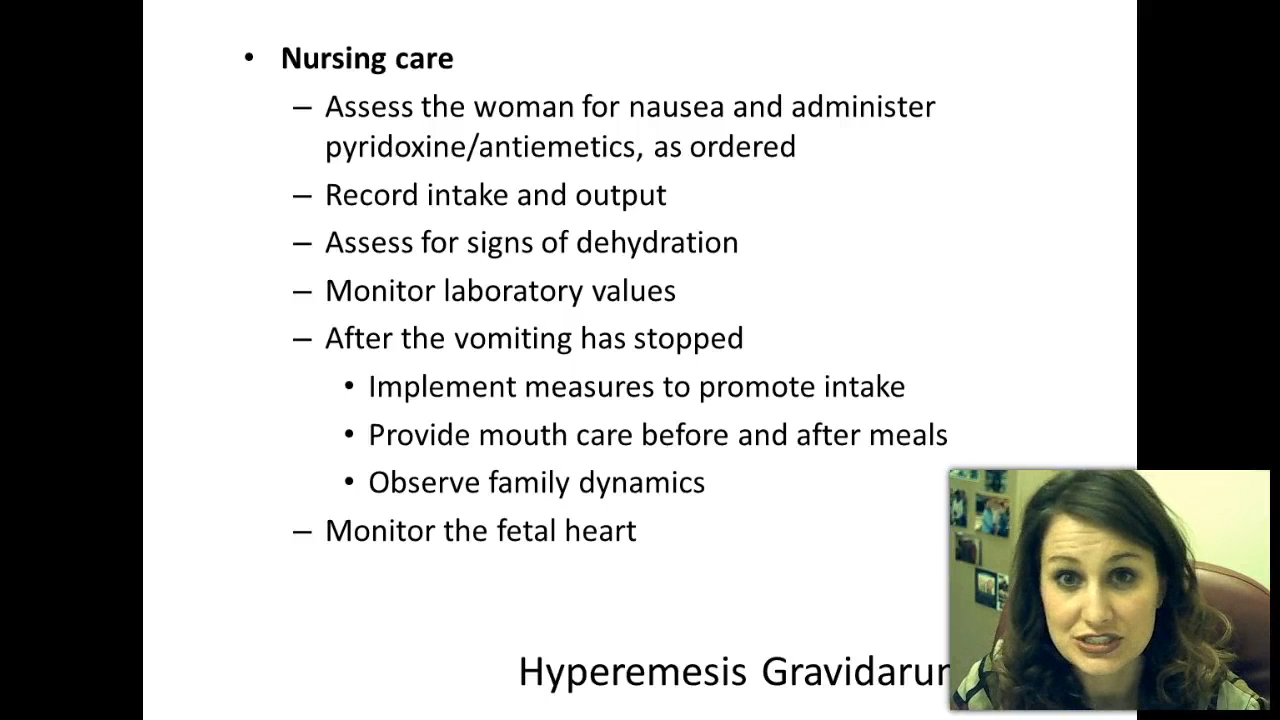 • Nursing care
– Assess the woman for nausea and administer
pyridoxine/antiemetics, as ordered
– Record intake and output
– Assess for signs of dehydration
– Monitor laboratory values
– After the vomiting has stopped
• Implement measures to promote intake
• Provide mouth care before and after meals
• Observe family dynamics
– Monitor the fetal heart
Hyperemesis Gravidarum